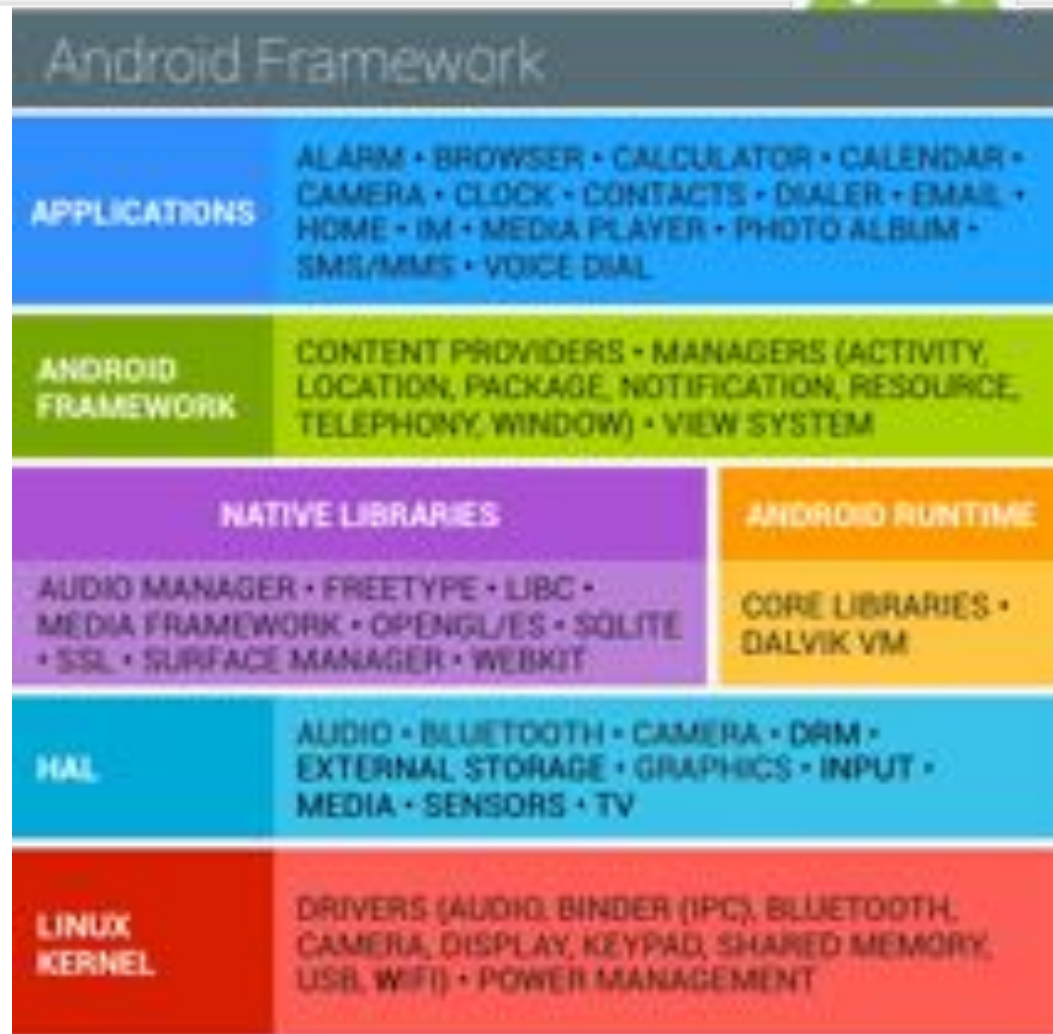 Android Framework
APPLICATIONS
ALARM • BROWSER • CALCULATOR • CALENDAR •
CAMERA • CLOCK • CONTACTS • DIALER • EMAIL •
HOME • IM • MEDIA PLAYER • PHOTO ALBUM •
SMS/MMS • VOICE DIAL
ANDROID
FRAMEWORK
CONTENT PROVIDERS • MANAGERS (ACTIVITY,
LOCATION, PACKAGE, NOTIFICATION, RESOURCE,
TELEPHONY, WINDOW) • VIEW SYSTEM
NATIVE LIBRARIES
AUDIO MANAGER • FREETYPE • LIBC •
MEDIA FRAMEWORK • OPENGL/ES • SQLITE
• SSL • SURFACE MANAGER • WEBKIT
ANDROID RUNTIME
CORE LIBRARIES •
DALVIK VM
HAL
AUDIO • BLUETOOTH • CAMERA • DRM •
EXTERNAL STORAGE • GRAPHICS • INPUT •
MEDIA • SENSORS • TV
LINUX
KERNEL
DRIVERS (AUDIO, BINDER (IPC), BLUETOOTH,
CAMERA, DISPLAY, KEYPAD, SHARED MEMORY,
USB, WIFI) • POWER MANAGEMENT